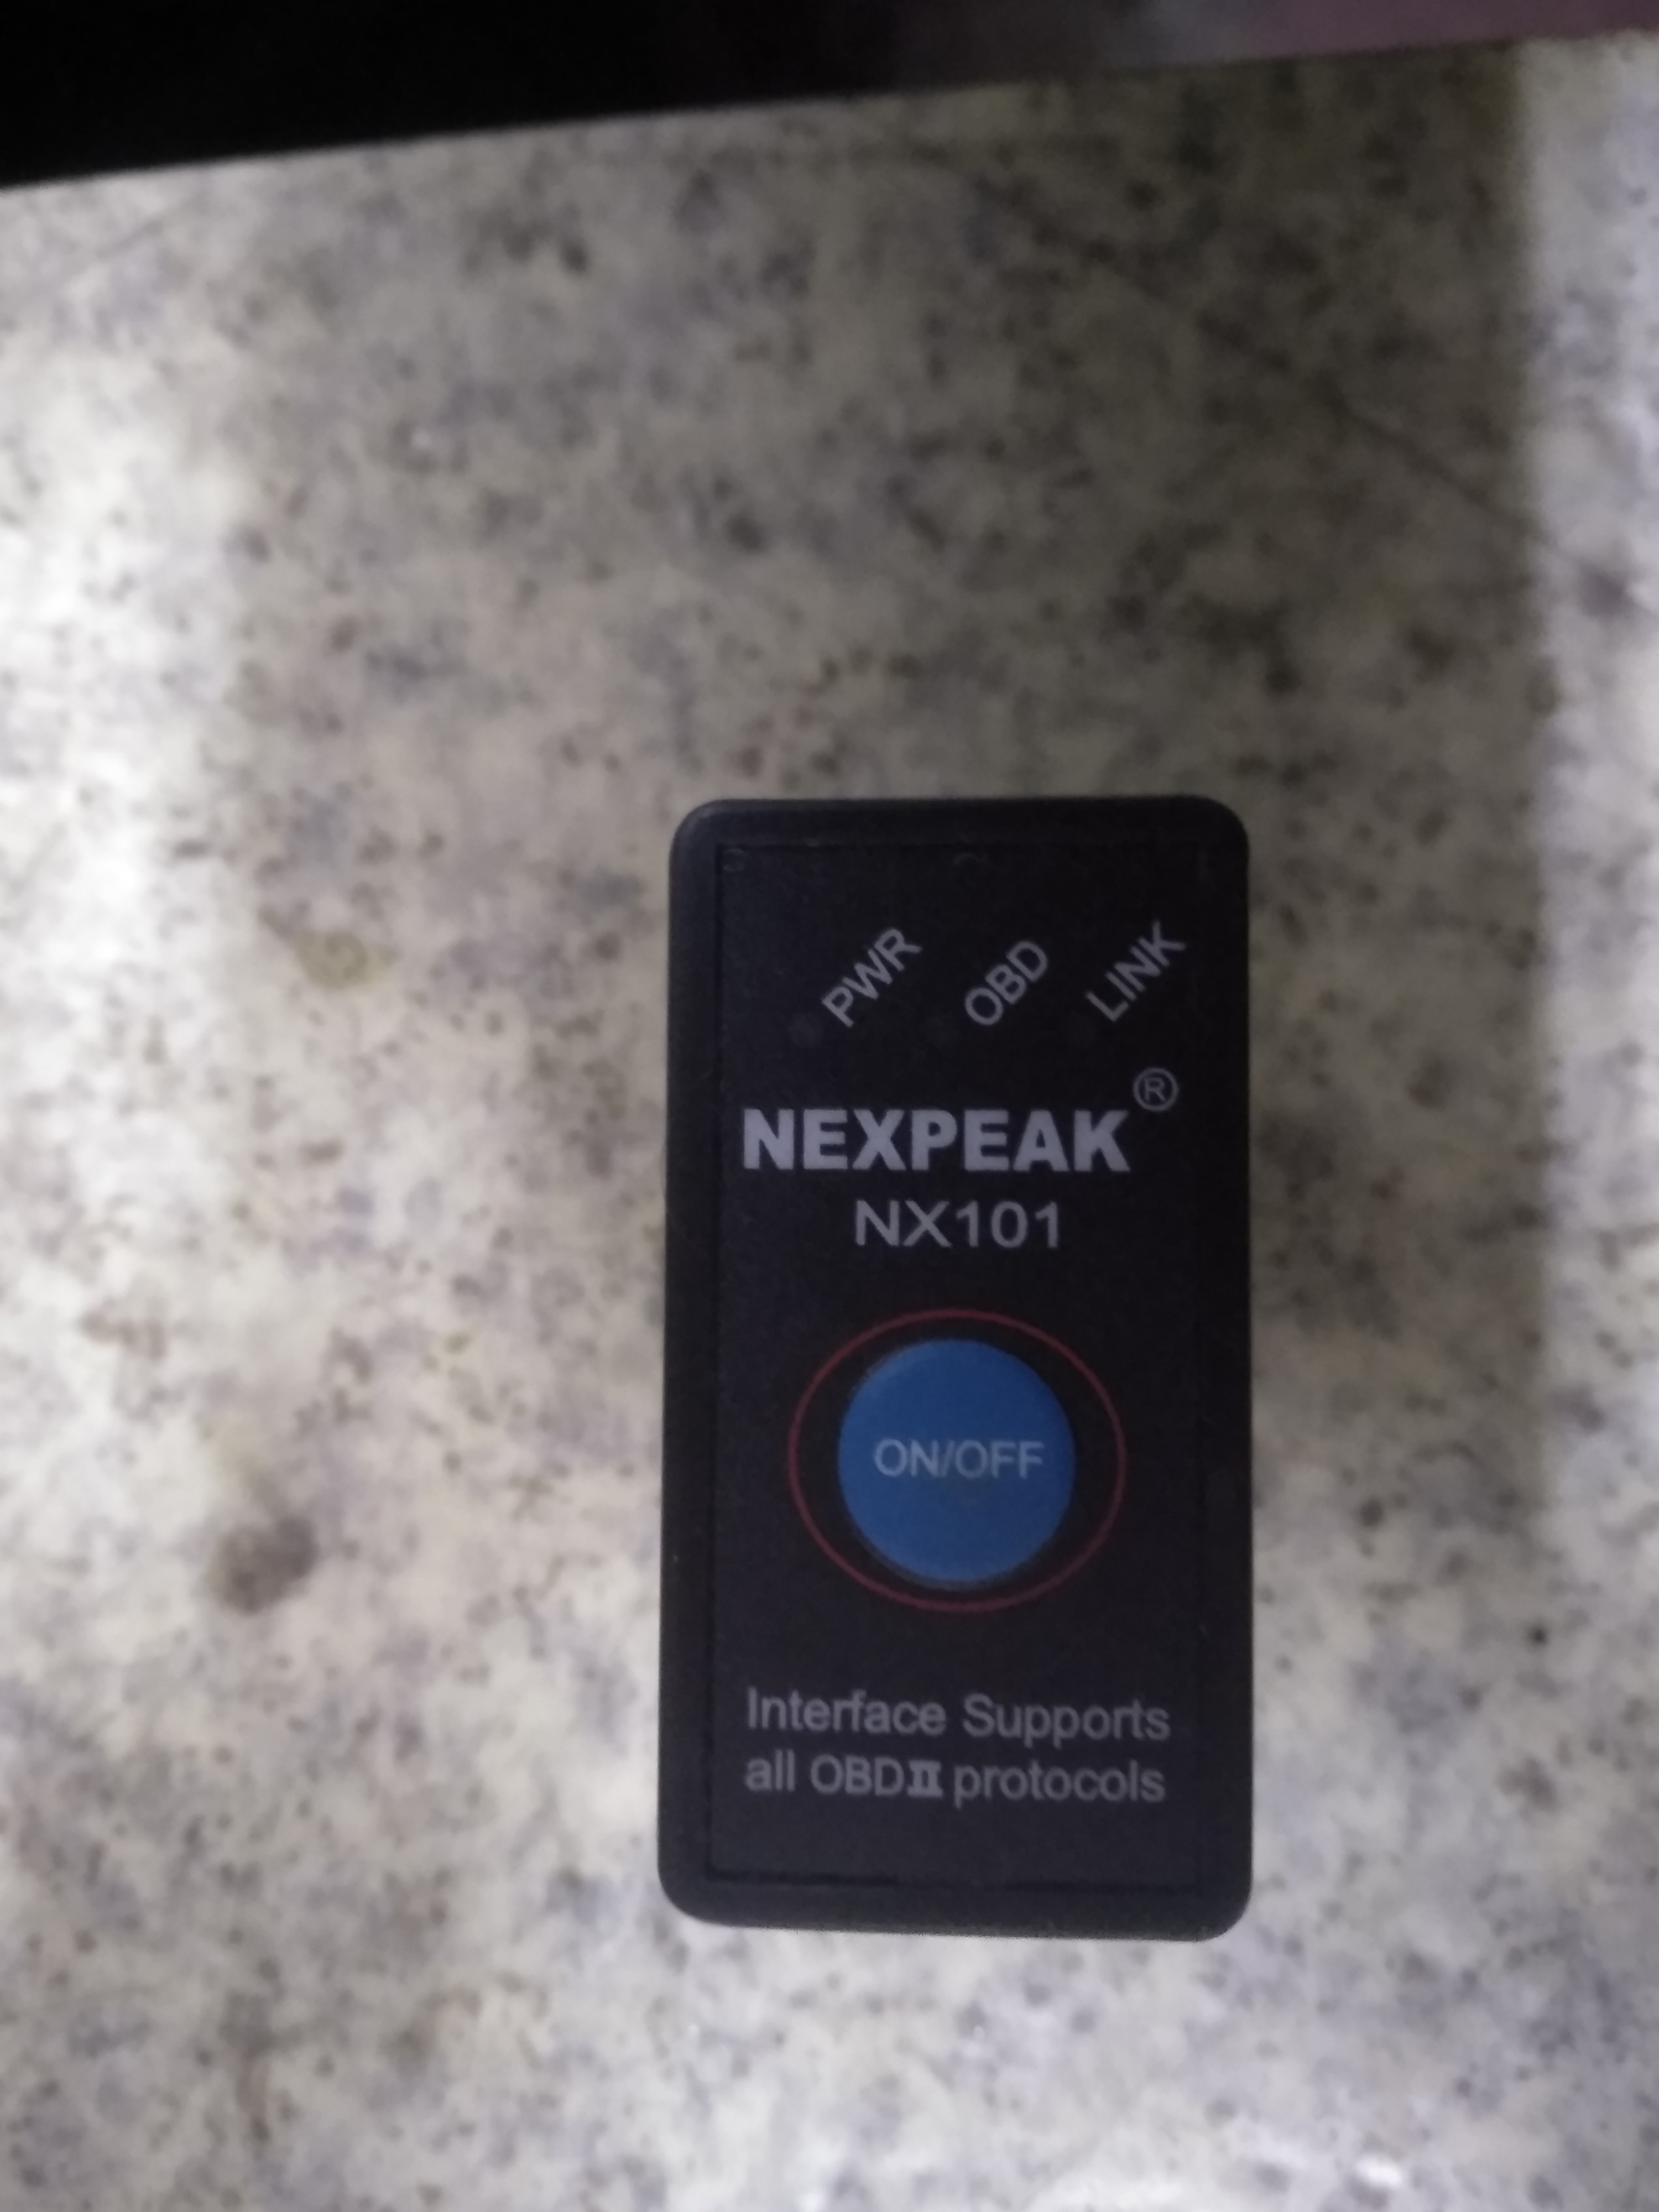 PWR OBD LINK
NEXPEAK®
NX101
ON/OFF
Interface Supports
all OBDII protocols